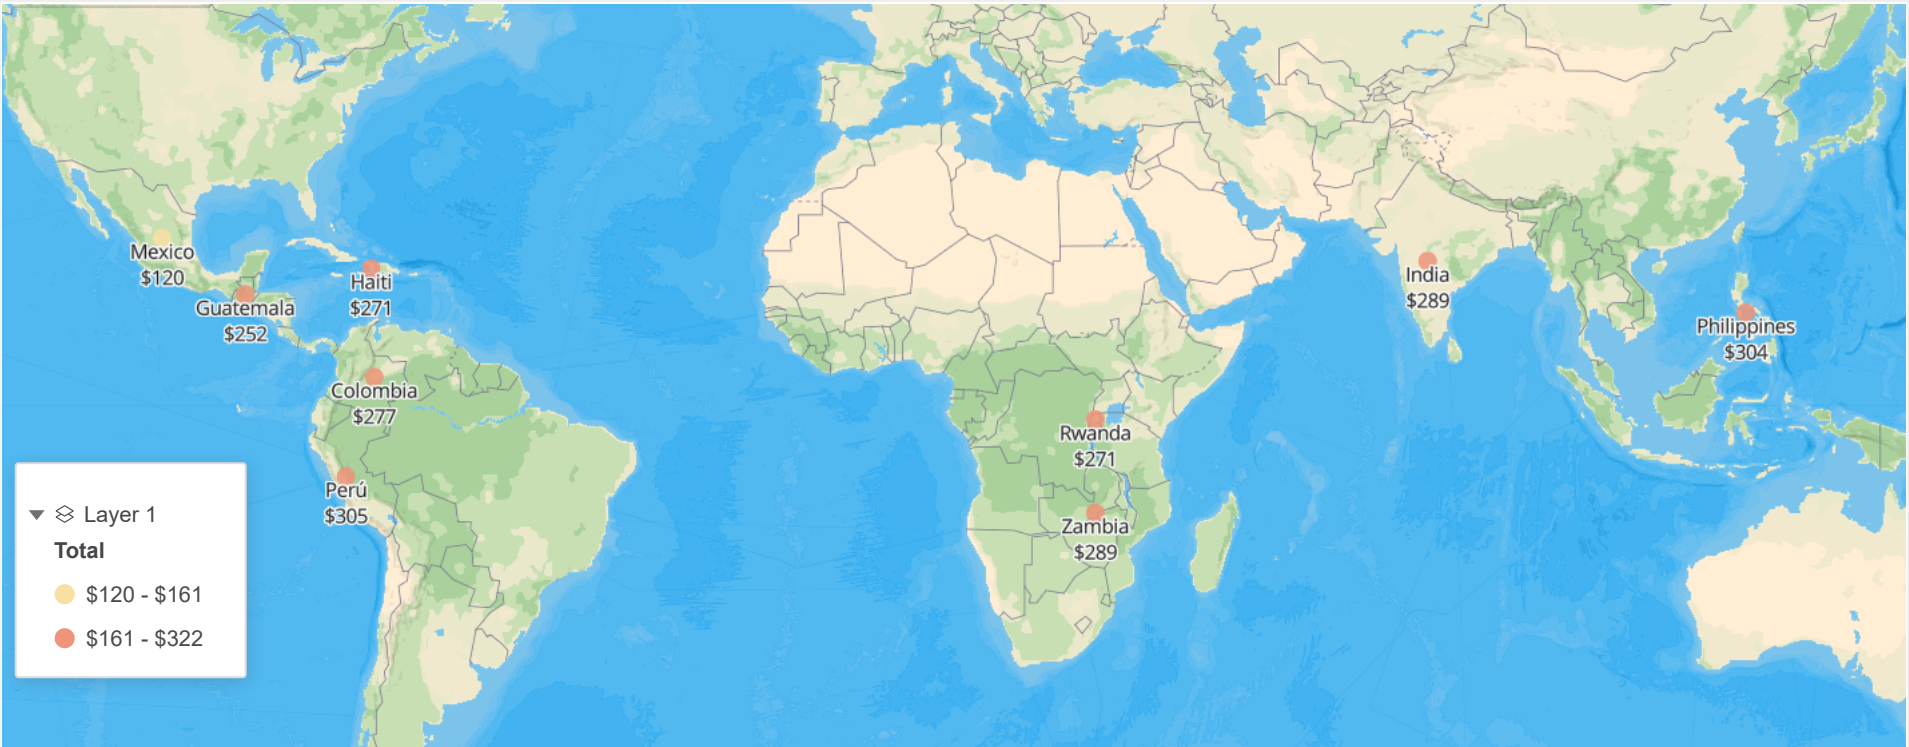 Mexico
$120
Guatemala
$252
Haiti
$271
Colombia
$277
Perú
$305
Rwanda
$271
Zambia
$289
India
$289
Philippines
$304
Layer 1
Total
$120 - $161
$161 - $322